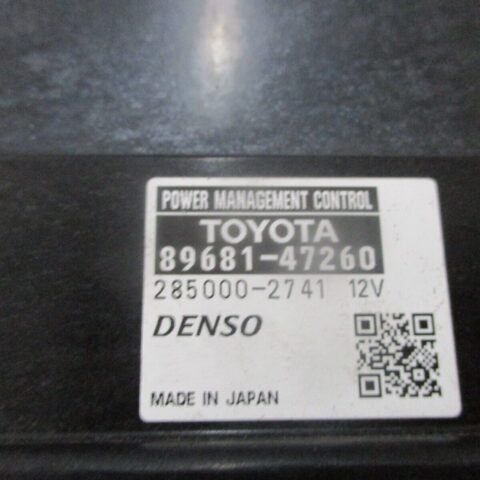 POWER MANAGEMENT CONTROL
TOYOTA
89681-47260
285000-2741 12V
DENSO
MADE IN JAPAN